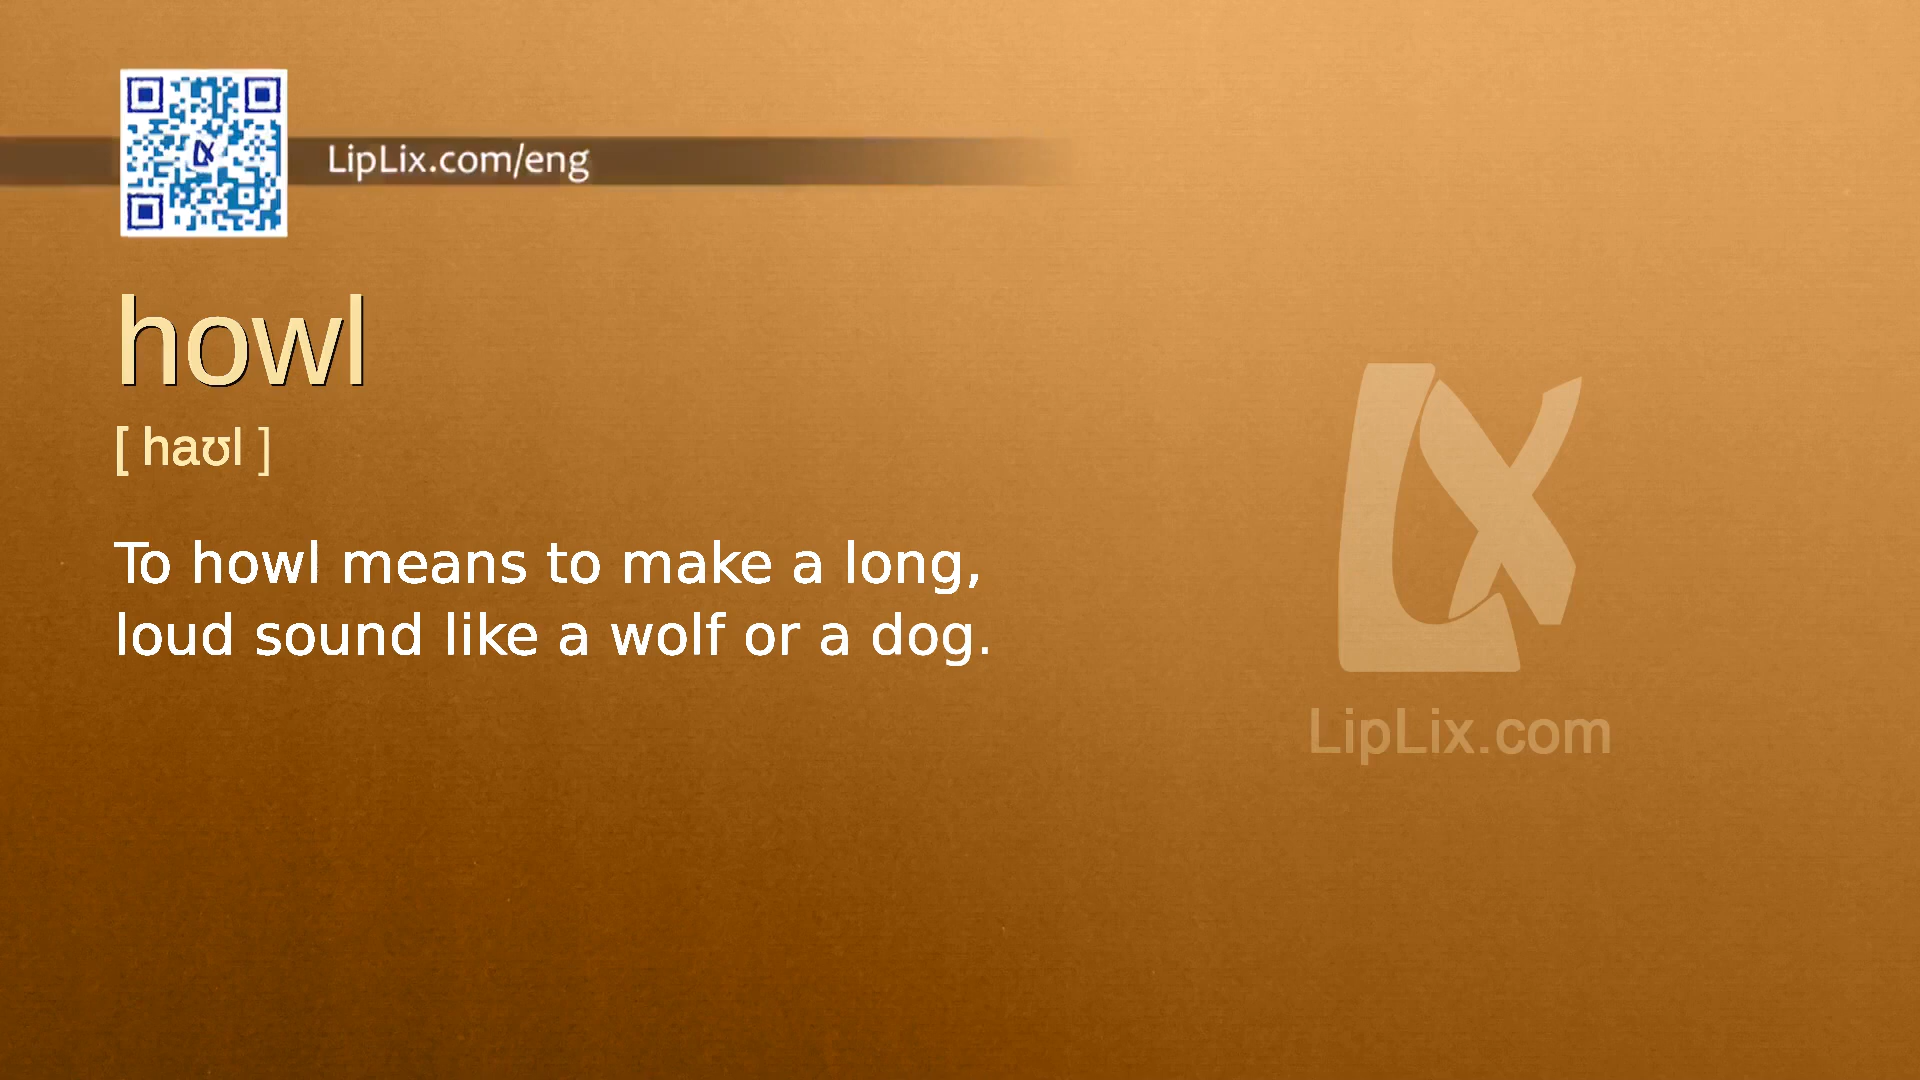 LipLix.com/eng
howl
[ haʊl ]
To howl means to make a long,
loud sound like a wolf or a dog.
LipLix.com